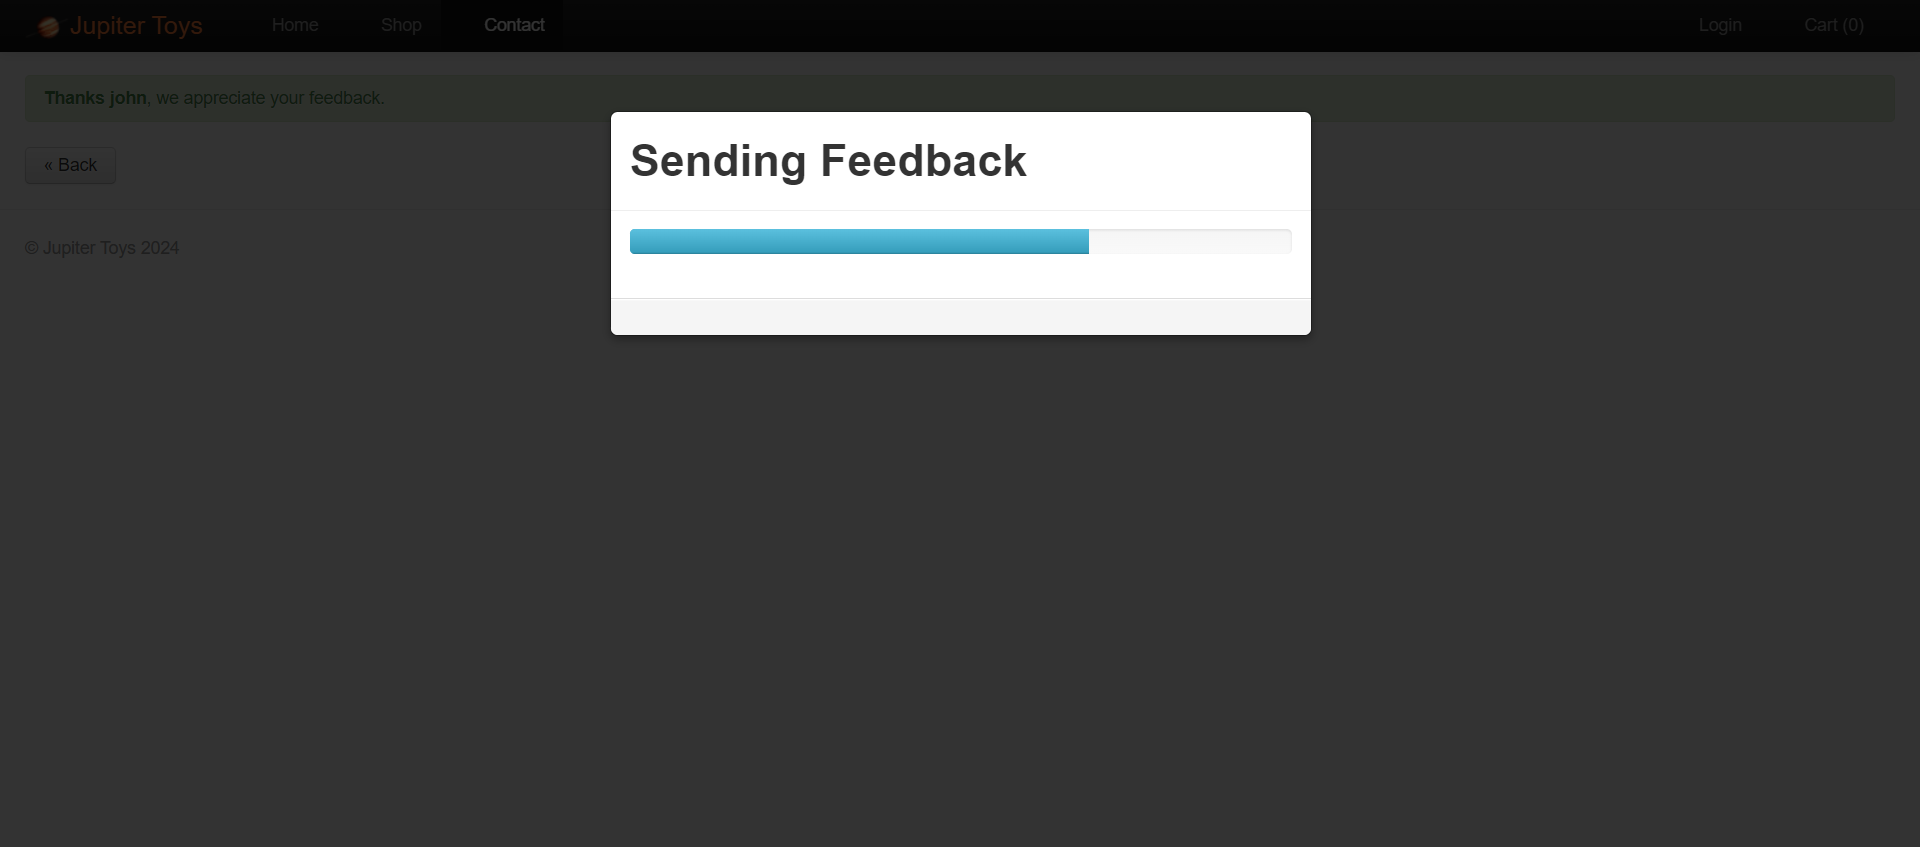 Jupiter Toys Home Shop Contact Login Cart (0)
Thanks john, we appreciate your feedback.
Sending Feedback
« Back
© Jupiter Toys 2024